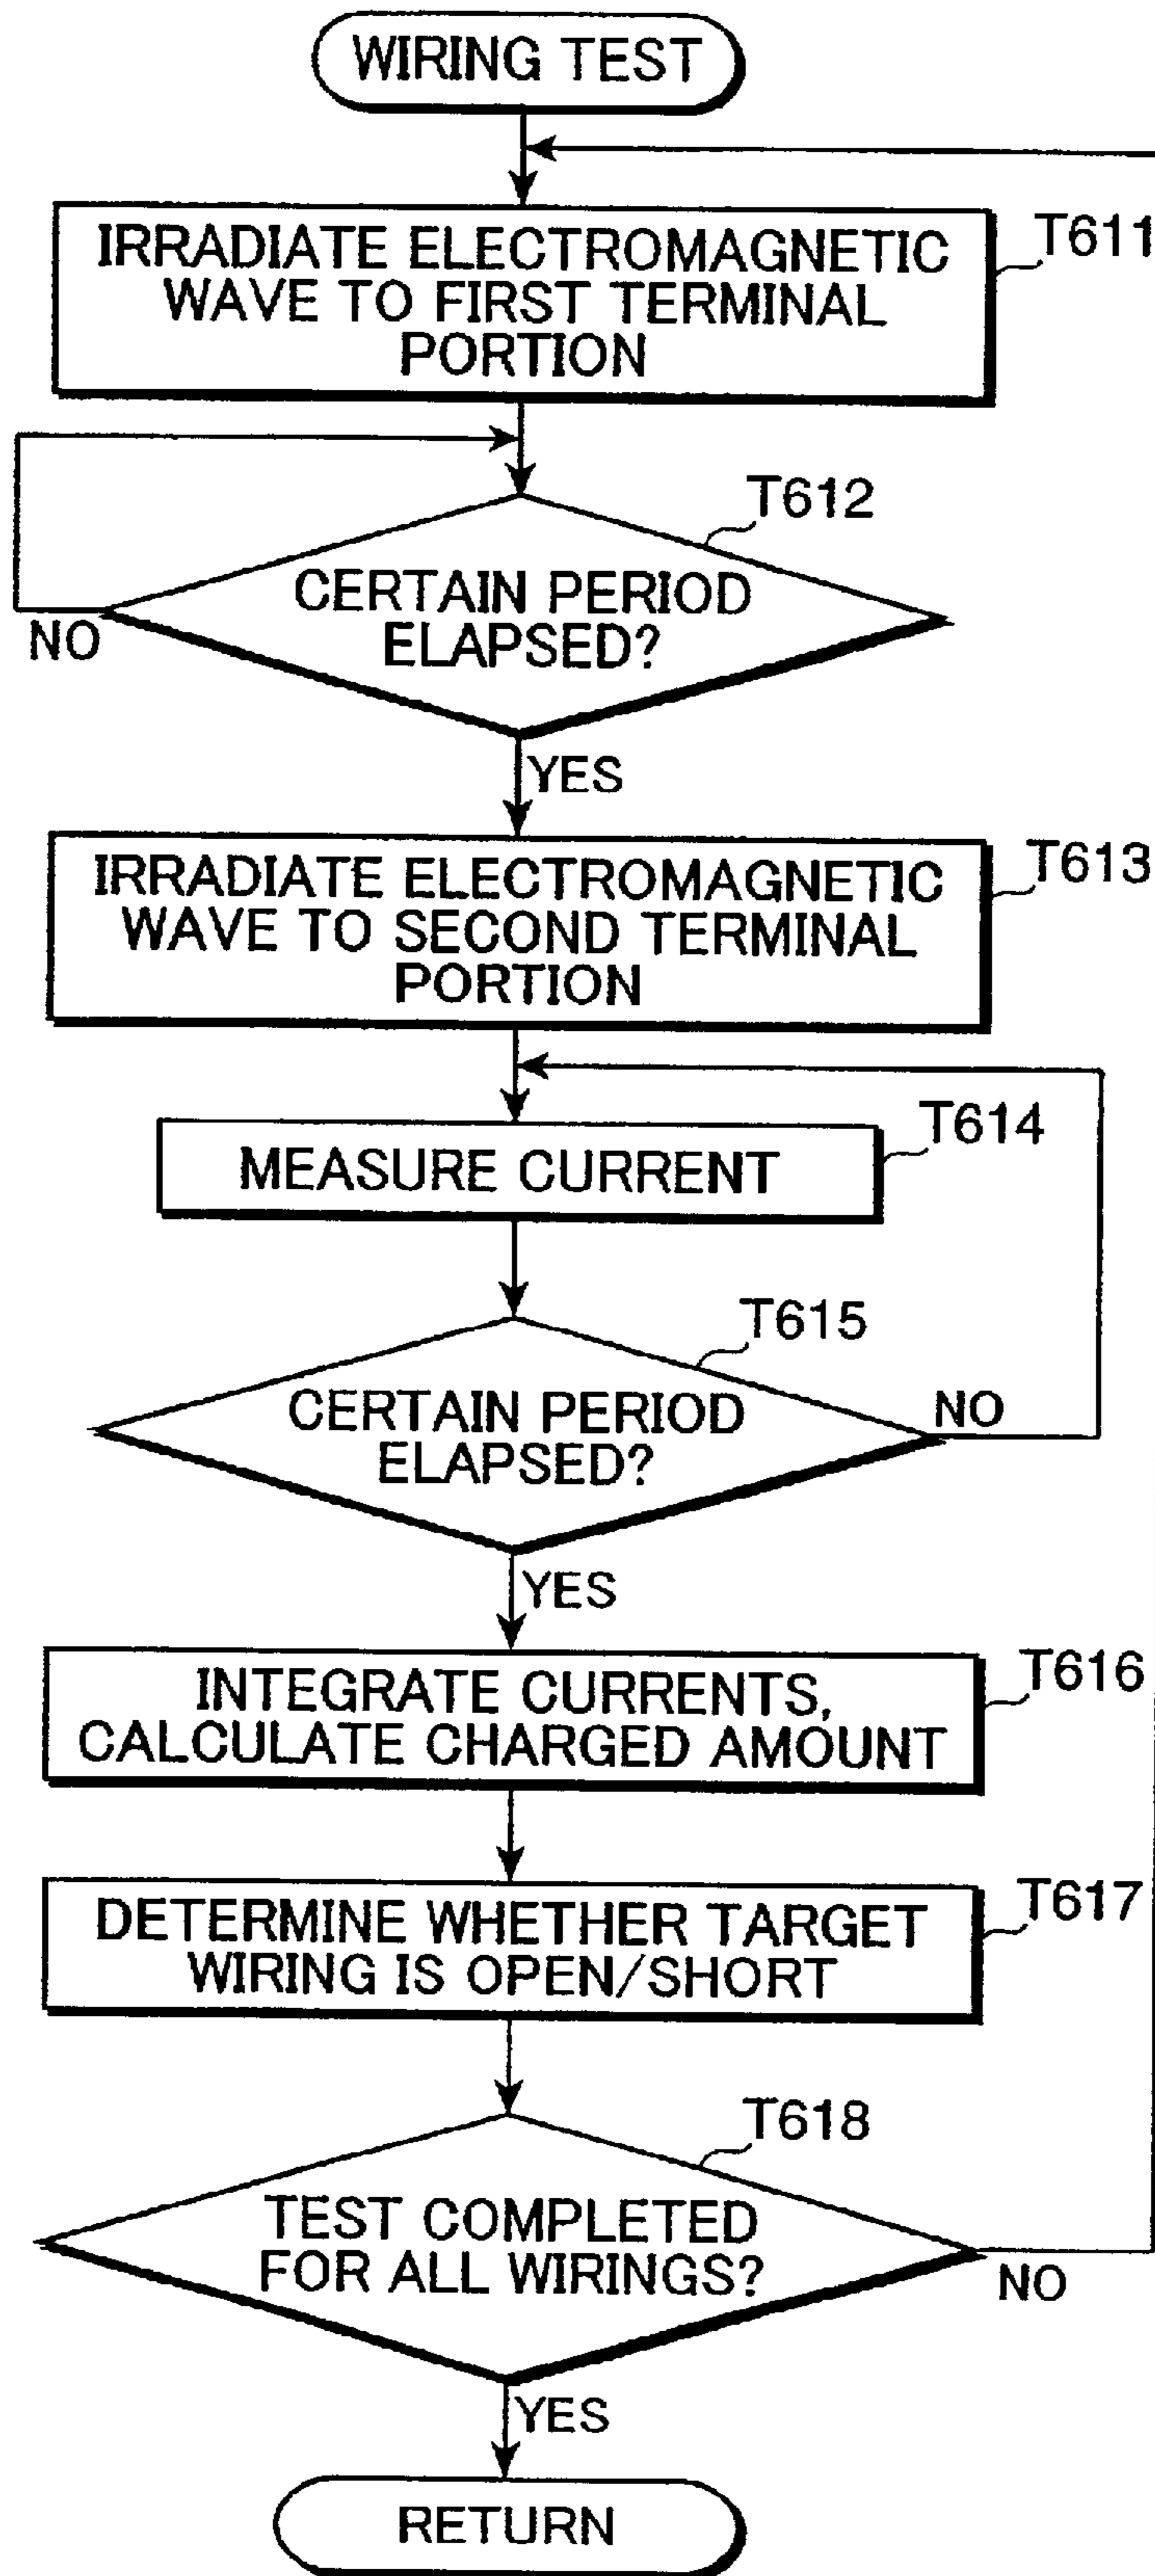 WIRING TEST
T611
IRRADIATE ELECTROMAGNETIC
WAVE TO FIRST TERMINAL
PORTION
T612
CERTAIN PERIOD
ELAPSED?
NO
YES
T613
IRRADIATE ELECTROMAGNETIC
WAVE TO SECOND TERMINAL
PORTION
T614
MEASURE CURRENT
T615
CERTAIN PERIOD
ELAPSED?
NO
YES
T616
INTEGRATE CURRENTS,
CALCULATE CHARGED AMOUNT
T617
DETERMINE WHETHER TARGET
WIRING IS OPEN/SHORT
T618
TEST COMPLETED
FOR ALL WIRINGS?
NO
YES
RETURN